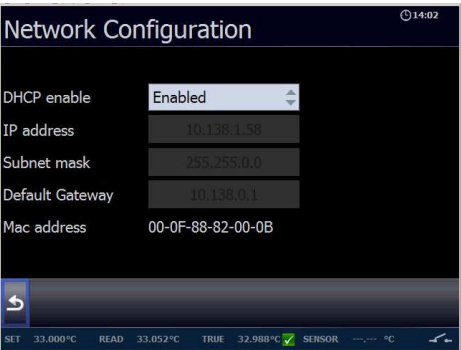 Network Configuration
14:02
DHCP enable Enabled
IP address 10.138.1.58
Subnet mask 255.255.0.0
Default Gateway 10.138.0.1
Mac address 00-0F-88-82-00-0B
SET 33.000°C READ 33.052°C TRUE 32.988°C SENSOR ---.--- °C